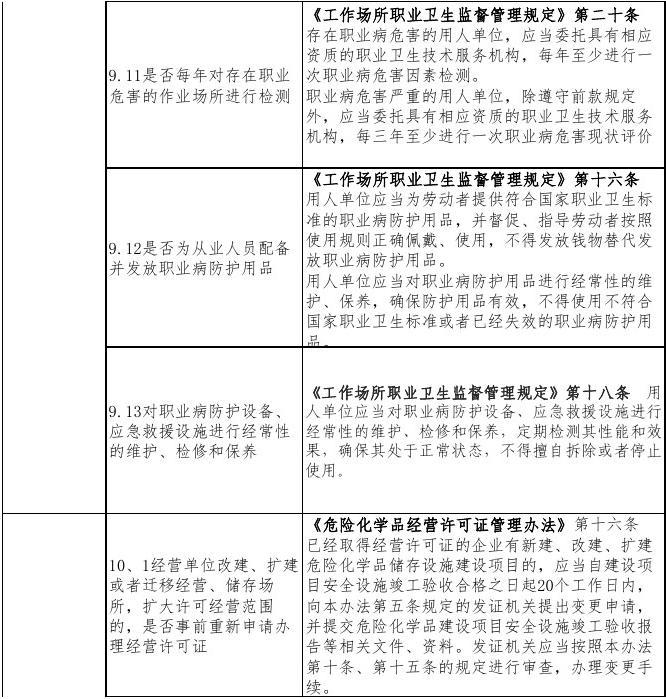 9.11是否每年对存在职业
危害的作业场所进行检测
《工作场所职业卫生监督管理规定》第二十条
存在职业病危害的用人单位，应当委托具有相应
资质的职业卫生技术服务机构，每年至少进行一
次职业病危害因素检测。
职业病危害严重的用人单位，除遵守前款规定
外，应当委托具有相应资质的职业卫生技术服务
机构，每三年至少进行一次职业病危害现状评价
9.12是否为从业人员配备
并发放职业病防护用品
《工作场所职业卫生监督管理规定》第十六条
用人单位应当为劳动者提供符合国家职业卫生标
准的职业病防护用品，并督促、指导劳动者按照
使用规则正确佩戴、使用，不得发放钱物替代发
放职业病防护用品。
用人单位应当对职业病防护用品进行经常性的维
护、保养，确保防护用品有效，不得使用不符合
国家职业卫生标准或者已经失效的职业病防护用
品。
9.13对职业病防护设备、
应急救援设施进行经常性
的维护、检修和保养
《工作场所职业卫生监督管理规定》第十八条 用
人单位应当对职业病防护设备、应急救援设施进行
经常性的维护、检修和保养，定期检测其性能和效
果，确保其处于正常状态，不得擅自拆除或者停止
使用。
10、1经营单位改建、扩建
或者迁移经营、储存场
所，扩大许可经营范围
的，是否事前重新申请办
理经营许可证
《危险化学品经营许可证管理办法》第十六条
已经取得经营许可证的企业有新建、改建、扩建
危险化学品储存设施建设项目的，应当自建设项
目安全设施竣工验收合格之日起20个工作日内，
向本办法第五条规定的发证机关提出变更申请，
并提交危险化学品建设项目安全设施竣工验收报
告等相关文件、资料。发证机关应当按照本办法
第十条、第十五条的规定进行审查，办理变更手
续。